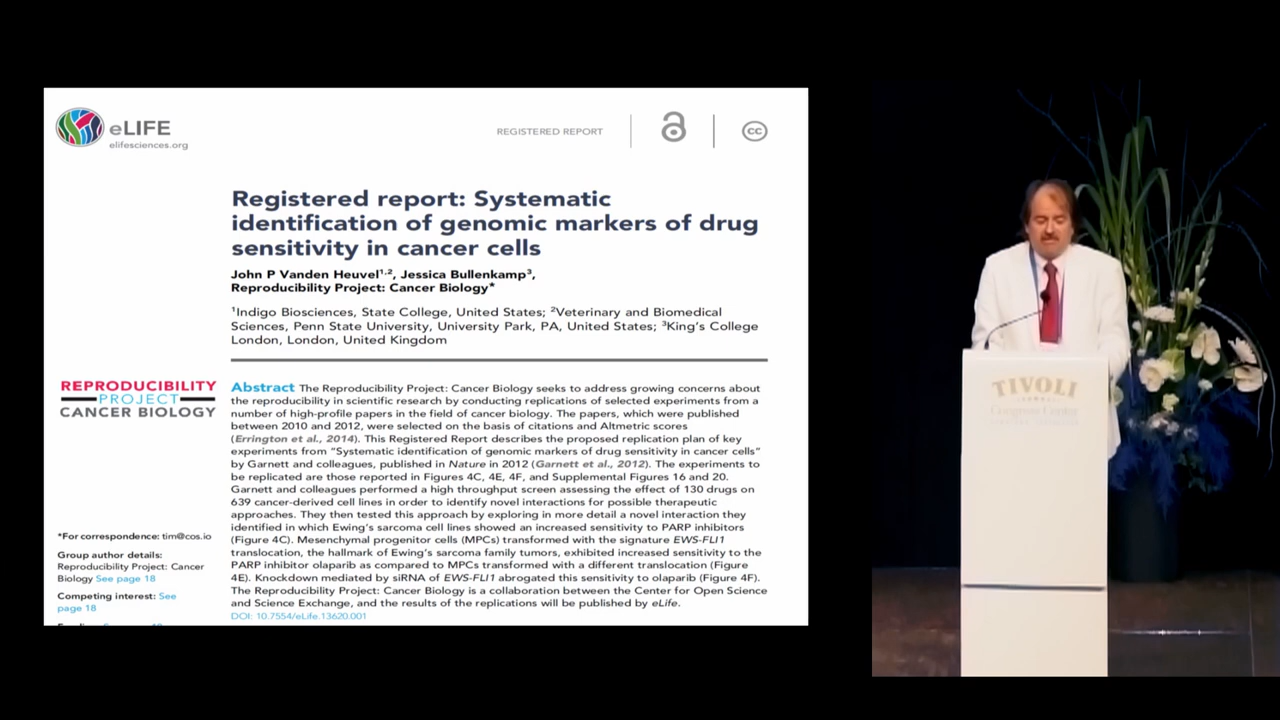 eLIFE
elifesciences.org
REGISTERED REPORT
cc
Registered report: Systematic
identification of genomic markers of drug
sensitivity in cancer cells
John P Vanden Heuvel1,2, Jessica Bullenkamp3,
Reproducibility Project: Cancer Biology*
1Indigo Biosciences, State College, United States; 2Veterinary and Biomedical
Sciences, Penn State University, University Park, PA, United States; 3King's College
London, London, United Kingdom
REPRODUCIBILITY
PROJECT
CANCER BIOLOGY
Abstract The Reproducibility Project: Cancer Biology seeks to address growing concerns about
the reproducibility in scientific research by conducting replications of selected experiments from a
number of high-profile papers in the field of cancer biology. The papers, which were published
between 2010 and 2012, were selected on the basis of citations and Altmetric scores
(Errington et al., 2014). This Registered Report describes the proposed replication plan of key
experiments from "Systematic identification of genomic markers of drug sensitivity in cancer cells"
by Garnett and colleagues, published in Nature in 2012 (Garnett et al., 2012). The experiments to
be replicated are those reported in Figures 4C, 4E, 4F, and Supplemental Figures 16 and 20.
Garnett and colleagues performed a high throughput screen assessing the effect of 130 drugs on
639 cancer-derived cell lines in order to identify novel interactions for possible therapeutic
approaches. They then tested this approach by exploring in more detail a novel interaction they
identified in which Ewing's sarcoma cell lines showed an increased sensitivity to PARP inhibitors
(Figure 4C). Mesenchymal progenitor cells (MPCs) transformed with the signature EWS-FLI1
translocation, the hallmark of Ewing's sarcoma family tumors, exhibited increased sensitivity to the
PARP inhibitor olaparib as compared to MPCs transformed with a different translocation (Figure
4E). Knockdown mediated by siRNA of EWS-FLI1 abrogated this sensitivity to olaparib (Figure 4F).
The Reproducibility Project: Cancer Biology is a collaboration between the Center for Open Science
and Science Exchange, and the results of the replications will be published by eLife.
DOI: 10.7554/eLife.13620.001
*For correspondence: tim@cos.io
Group author details:
Reproducibility Project: Cancer
Biology See page 18
Competing interest: See
page 18
TIVOLI
Congress Center